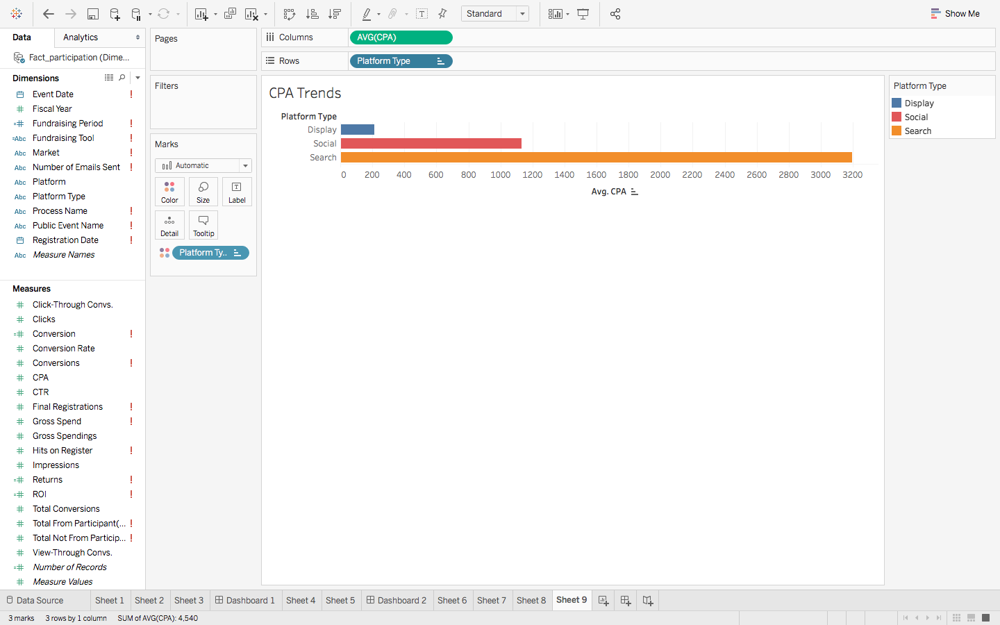 Standard
Show Me
Data
Analytics
Fact_participation (Dime...
Dimensions
Event Date !
Fiscal Year
Fundraising Period !
=Abc Fundraising Tool !
Abc Market !
Abc Number of Emails Sent !
Abc Platform
Abc Platform Type
Abc Process Name !
Abc Public Event Name !
Registration Date !
Abc Measure Names
Measures
Click-Through Convs.
Clicks
Conversion !
Conversion Rate
Conversions !
CPA
CTR
Final Registrations !
Gross Spend !
Gross Spendings
Hits on Register !
Impressions
Returns !
ROI !
Total Conversions
Total From Participant(... !
Total Not From Particip... !
View-Through Convs.
Number of Records
Measure Values
Pages
Filters
Marks
Automatic
Color Size Label
Detail Tooltip
Platform Ty..
Columns AVG(CPA)
Rows Platform Type
CPA Trends
Platform Type
Display
Social
Search
0 200 400 600 800 1000 1200 1400 1600 1800 2000 2200 2400 2600 2800 3000 3200
Avg. CPA
Platform Type
Display
Social
Search
Data Source Sheet 1 Sheet 2 Sheet 3 Dashboard 1 Sheet 4 Sheet 5 Dashboard 2 Sheet 6 Sheet 7 Sheet 8 Sheet 9
3 marks 3 rows by 1 column SUM of AVG(CPA): 4,540